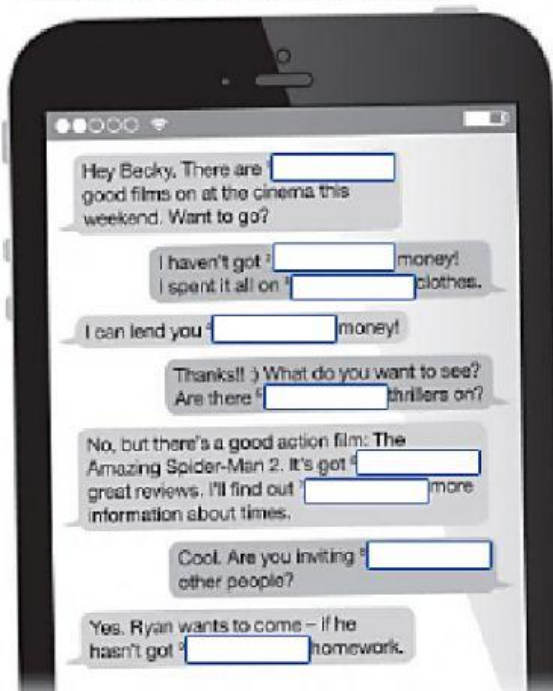 Hey Becky. There are
good films on at the cinema this
weekend. Want to go?
I haven't got 2 money!
I spent it all on 3 clothes.
I can lend you 4 money!
Thanks!! :) What do you want to see?
Are there 5 thrillers on?
No, but there's a good action film: The
Amazing Spider-Man 2. It's got 6
great reviews. I'll find out 7 more
information about times.
Cool. Are you inviting 8
other people?
Yes. Ryan wants to come – if he
hasn't got 9 homework.